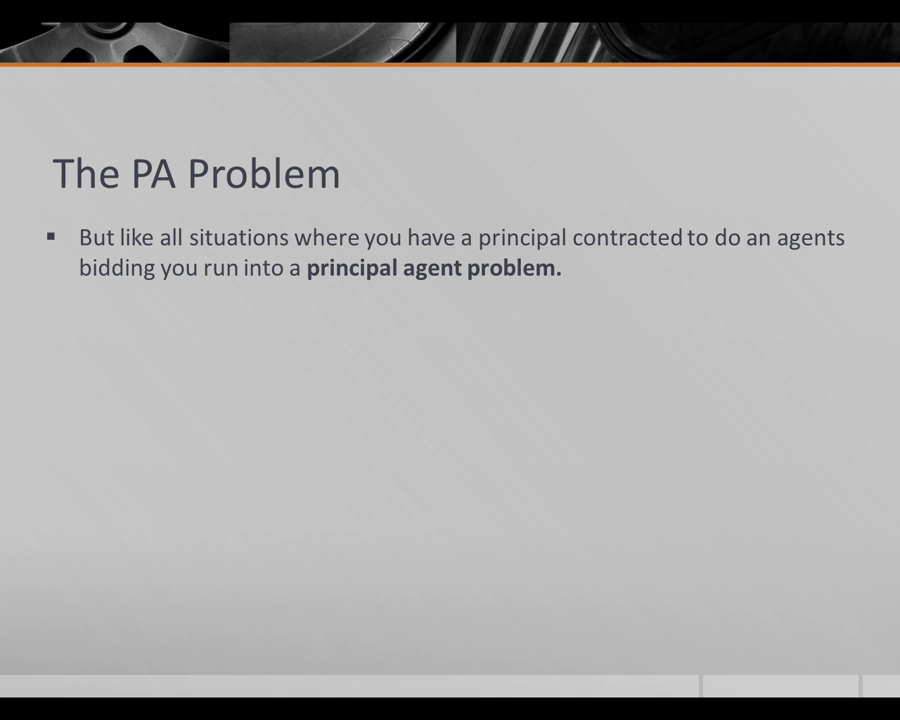 The PA Problem
▪ But like all situations where you have a principal contracted to do an agents
bidding you run into a principal agent problem.